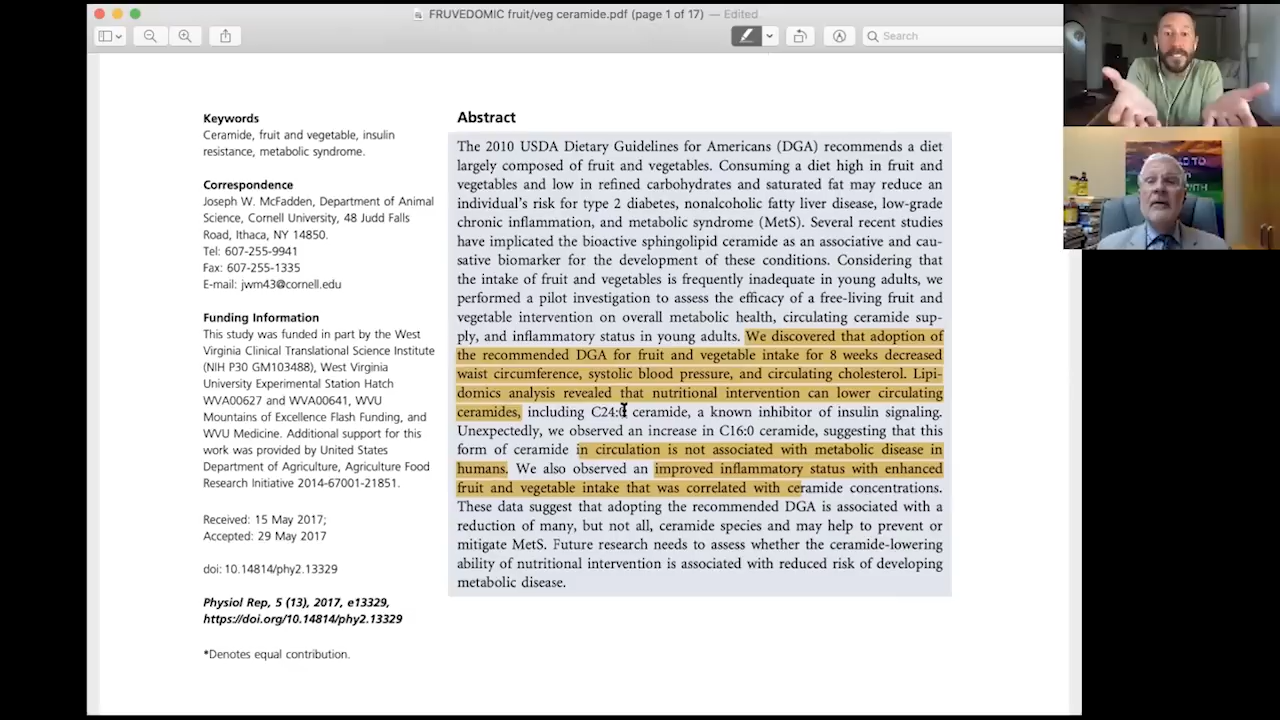 FRUVEDOMIC fruit/veg ceramide.pdf (page 1 of 17) — Edited
Search
Keywords
Ceramide, fruit and vegetable, insulin
resistance, metabolic syndrome.
Correspondence
Joseph W. McFadden, Department of Animal
Science, Cornell University, 48 Judd Falls
Road, Ithaca, NY 14850.
Tel: 607-255-9941
Fax: 607-255-1335
E-mail: jwm43@cornell.edu
Funding Information
This study was funded in part by the West
Virginia Clinical Translational Science Institute
(NIH P30 GM103488), West Virginia
University Experimental Station Hatch
WVA00627 and WVA00641, WVU
Mountains of Excellence Flash Funding, and
WVU Medicine. Additional support for this
work was provided by United States
Department of Agriculture, Agriculture Food
Research Initiative 2014-67001-21851.
Received: 15 May 2017;
Accepted: 29 May 2017
doi: 10.14814/phy2.13329
Physiol Rep, 5 (13), 2017, e13329,
https://doi.org/10.14814/phy2.13329
*Denotes equal contribution.
Abstract
The 2010 USDA Dietary Guidelines for Americans (DGA) recommends a diet
largely composed of fruit and vegetables. Consuming a diet high in fruit and
vegetables and low in refined carbohydrates and saturated fat may reduce an
individual's risk for type 2 diabetes, nonalcoholic fatty liver disease, low-grade
chronic inflammation, and metabolic syndrome (MetS). Several recent studies
have implicated the bioactive sphingolipid ceramide as an associative and cau-
sative biomarker for the development of these conditions. Considering that
the intake of fruit and vegetables is frequently inadequate in young adults, we
performed a pilot investigation to assess the efficacy of a free-living fruit and
vegetable intervention on overall metabolic health, circulating ceramide sup-
ply, and inflammatory status in young adults. We discovered that adoption of
the recommended DGA for fruit and vegetable intake for 8 weeks decreased
waist circumference, systolic blood pressure, and circulating cholesterol. Lipi-
domics analysis revealed that nutritional intervention can lower circulating
ceramides, including C24:0 ceramide, a known inhibitor of insulin signaling.
Unexpectedly, we observed an increase in C16:0 ceramide, suggesting that this
form of ceramide in circulation is not associated with metabolic disease in
humans. We also observed an improved inflammatory status with enhanced
fruit and vegetable intake that was correlated with ceramide concentrations.
These data suggest that adopting the recommended DGA is associated with a
reduction of many, but not all, ceramide species and may help to prevent or
mitigate MetS. Future research needs to assess whether the ceramide-lowering
ability of nutritional intervention is associated with reduced risk of developing
metabolic disease.